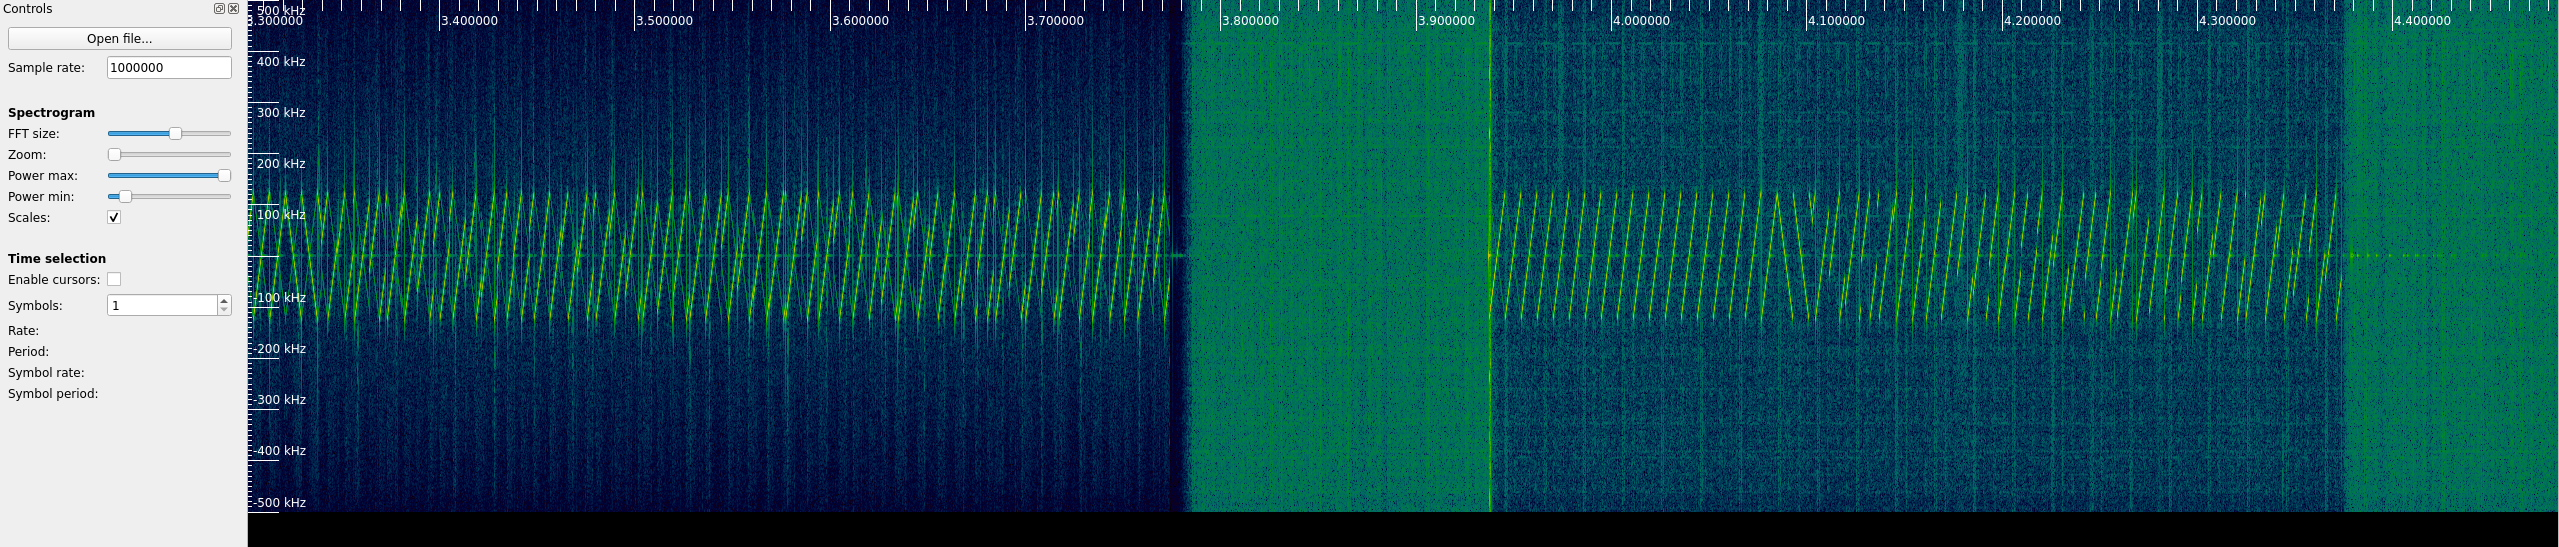 Controls
Open file...
Sample rate: 1000000
Spectrogram
FFT size:
Zoom:
Power max:
Power min:
Scales:
Time selection
Enable cursors:
Symbols: 1
Rate:
Period:
Symbol rate:
Symbol period:
500 kHz
3.300000 3.400000 3.500000 3.600000 3.700000 3.800000 3.900000 4.000000 4.100000 4.200000 4.300000 4.400000
400 kHz
300 kHz
200 kHz
100 kHz
-100 kHz
-200 kHz
-300 kHz
-400 kHz
-500 kHz